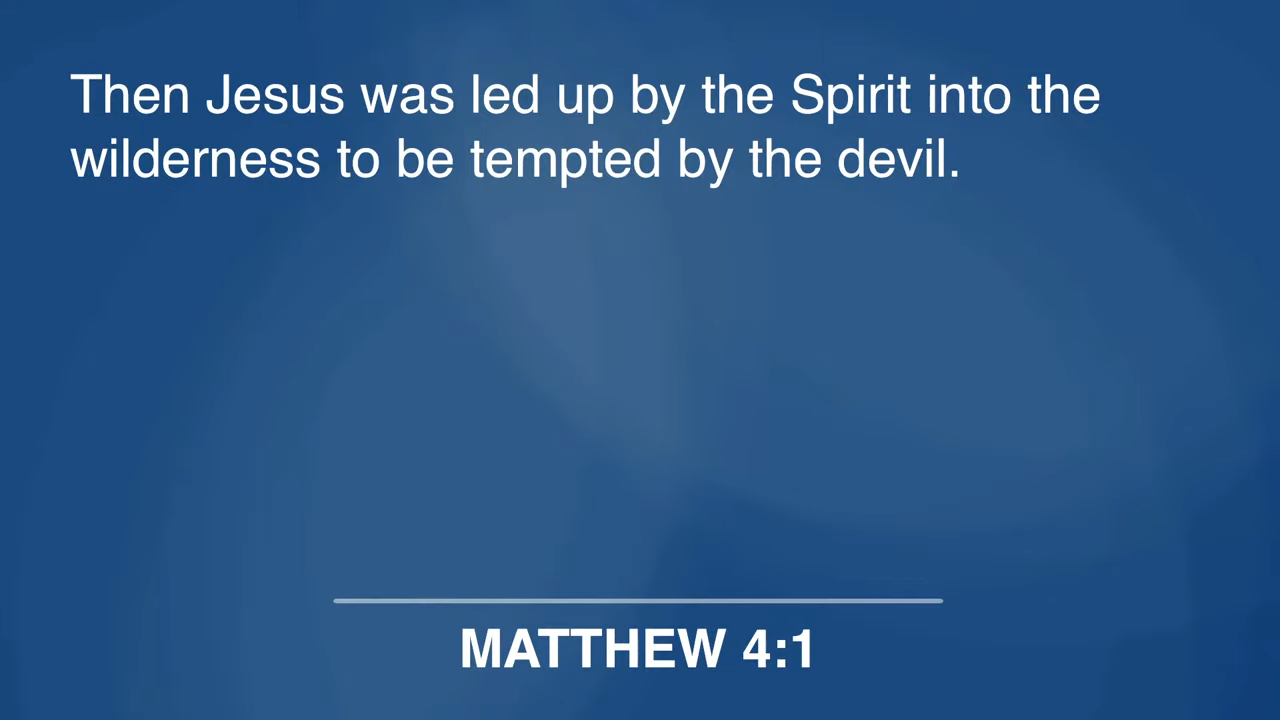 Then Jesus was led up by the Spirit into the
wilderness to be tempted by the devil.
MATTHEW 4:1